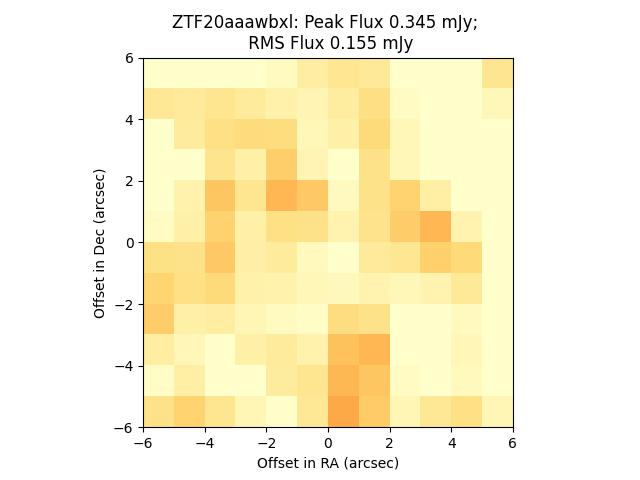 ZTF20aaawbxl: Peak Flux 0.345 mJy;
RMS Flux 0.155 mJy
6
4
2
0
−2
−4
−6
Offset in Dec (arcsec)
−6 −4 −2 0 2 4 6
Offset in RA (arcsec)